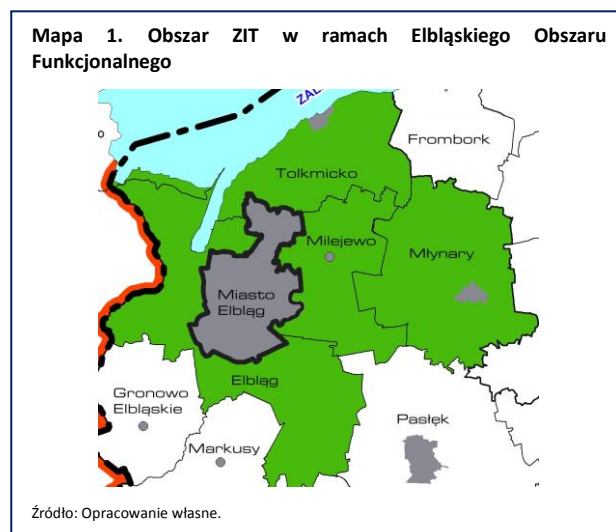 Mapa 1. Obszar ZIT w ramach Elbląskiego Obszaru
Funkcjonalnego
Frombork
Tolkmicko
Milejewo
Młynary
Miasto
Elbląg
Elbląg
Gronowo
Elbląskie
Pasłęk
Markusy
Źródło: Opracowanie własne.